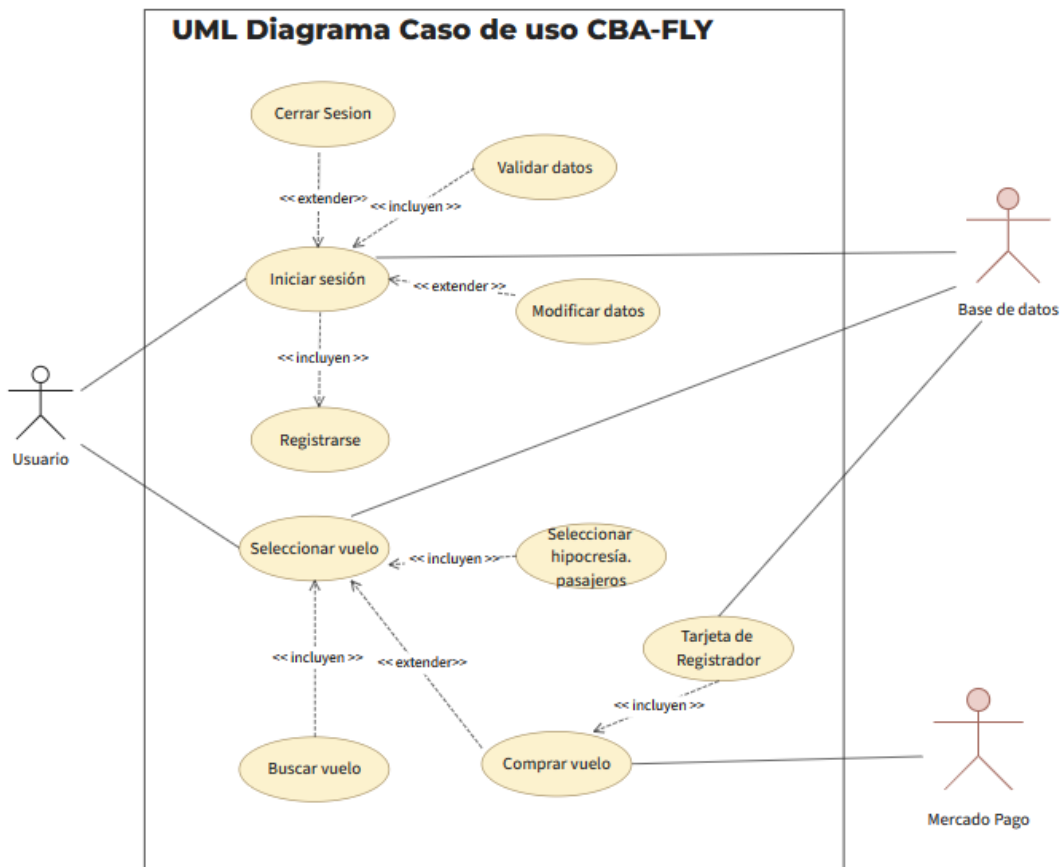 UML Diagrama Caso de uso CBA-FLY
Cerrar Sesion
Validar datos
<< extender>>
<< incluyen >>
Iniciar sesión
<< extender >>
Modificar datos
Base de datos
<< incluyen >>
Registrarse
Usuario
Seleccionar vuelo
<< incluyen >>
Seleccionar
hipocresía.
pasajeros
Tarjeta de
Registrador
<< incluyen >>
<< extender>>
<< incluyen >>
Buscar vuelo
Comprar vuelo
Mercado Pago